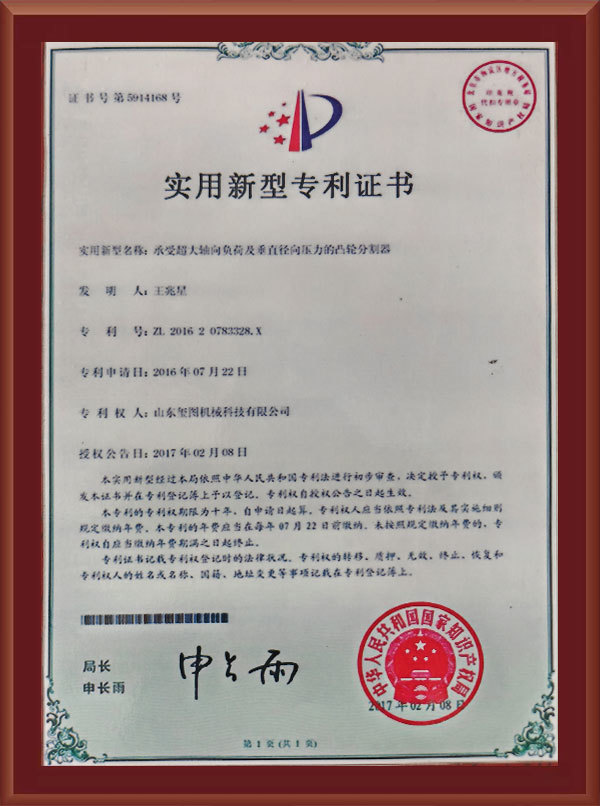 证书号第5914168号
实用新型专利证书
实用新型名称：承受超大轴向负荷及垂直径向压力的凸轮分割器
发明人：王兆星
专利号：ZL 2016 2 0783328.X
专利申请日：2016年07月22日
专利权人：山东玺图机械科技有限公司
授权公告日：2017年02月08日
本实用新型经过本局依照中华人民共和国专利法进行初步审查，决定授予专利权，颁
发本证书并在专利登记簿上予以登记。专利权自授权公告之日起生效。
本专利的专利权期限为十年，自申请日起算。专利权人应当依照专利法及其实施细则
规定缴纳年费。本专利的年费应当在每年07月22日前缴纳。未按照规定缴纳年费的，专
利权自应当缴纳年费期满之日起终止。
专利证书记载专利权登记时的法律状况。专利权的转移、质押、无效、终止、恢复和
专利权人的姓名或名称、国籍、地址变更等事项记载在专利登记簿上。
局长
申长雨
申长雨
中华人民共和国国家知识产权局
2017年02月08日
第1页(共1页)